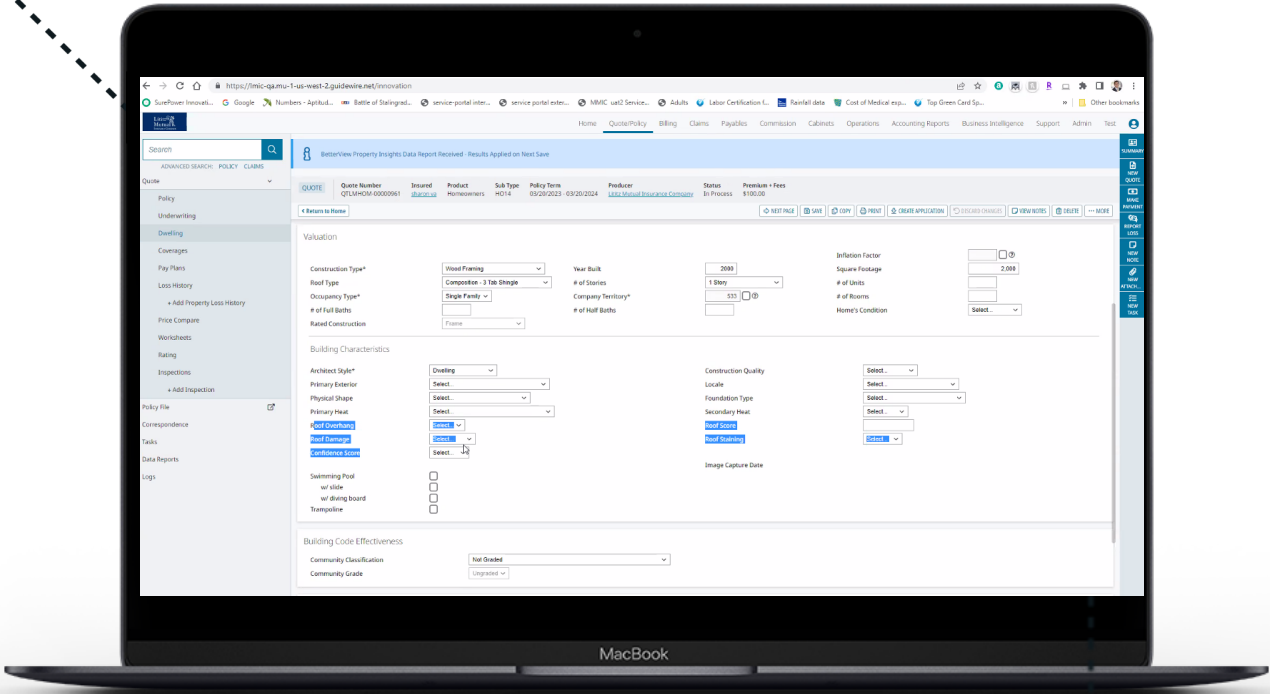 https://lmic-qa.mu-1-us-west-2.guidewire.net/innovation
SurePower Innovati... Google Numbers - Aptitud... Battle of Stalingrad... service-portal inter... service portal exter... MMIC uat2 Service... Adults Labor Certification f... Rainfall data Cost of Medical exp... Top Green Card Sp... » Other bookmarks
Home Quote/Policy Billing Claims Payables Commission Cabinets Operations Accounting Reports Business Intelligence Support Admin Test
Search
ADVANCED SEARCH: POLICY CLAIMS
BetterView Property Insights Data Report Received - Results Applied on Next Save
SUMMARY
NEW QUOTE
MAKE PAYMENT
REPORT LOSS
NEW NOTE
NEW ATTACH...
NEW TASK
Quote
Policy
Underwriting
Dwelling
Coverages
Pay Plans
Loss History
+ Add Property Loss History
Price Compare
Worksheets
Rating
Inspections
+ Add Inspection
Policy File
Correspondence
Tasks
Data Reports
Logs
QUOTE Quote Number Insured Product Sub Type Policy Term Producer Status Premium + Fees
QTLMHOM-00000961 Homeowners HO14 03/20/2023 - 03/20/2024 Lititz Mutual Insurance Company In Process $100.00
Return to Home NEXT PAGE SAVE COPY PRINT CREATE APPLICATION DISCARD CHANGES VIEW NOTES DELETE ··· MORE
Valuation
Inflation Factor
Construction Type* Wood Framing Year Built 2000 Square Footage 2,000
Roof Type Composition - 3 Tab Shingle # of Stories 1 Story # of Units
Occupancy Type* Single Family Company Territory* 533 # of Rooms
# of Full Baths # of Half Baths Home's Condition Select...
Rated Construction Frame
Building Characteristics
Architect Style* Dwelling Construction Quality Select...
Primary Exterior Select... Locale Select...
Physical Shape Select... Foundation Type Select...
Primary Heat Select... Secondary Heat Select...
Roof Overhang Select... Roof Score
Roof Damage Select... Roof Staining Select...
Confidence Score Select...
Image Capture Date
Swimming Pool
w/ slide
w/ diving board
Trampoline
Building Code Effectiveness
Community Classification Not Graded
Community Grade Ungraded
MacBook